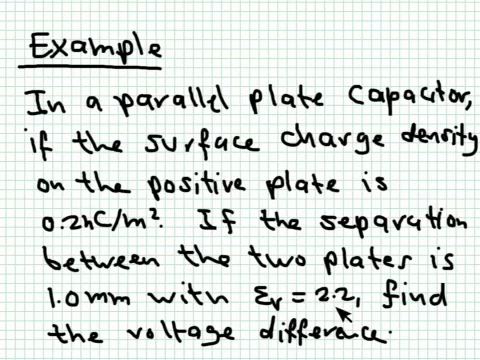 Example
In a parallel plate capacitor,
if the surface charge density
on the positive plate is
0.2nC/m². If the separation
between the two plates is
1.0mm with εr = 2.2, find
the voltage difference.